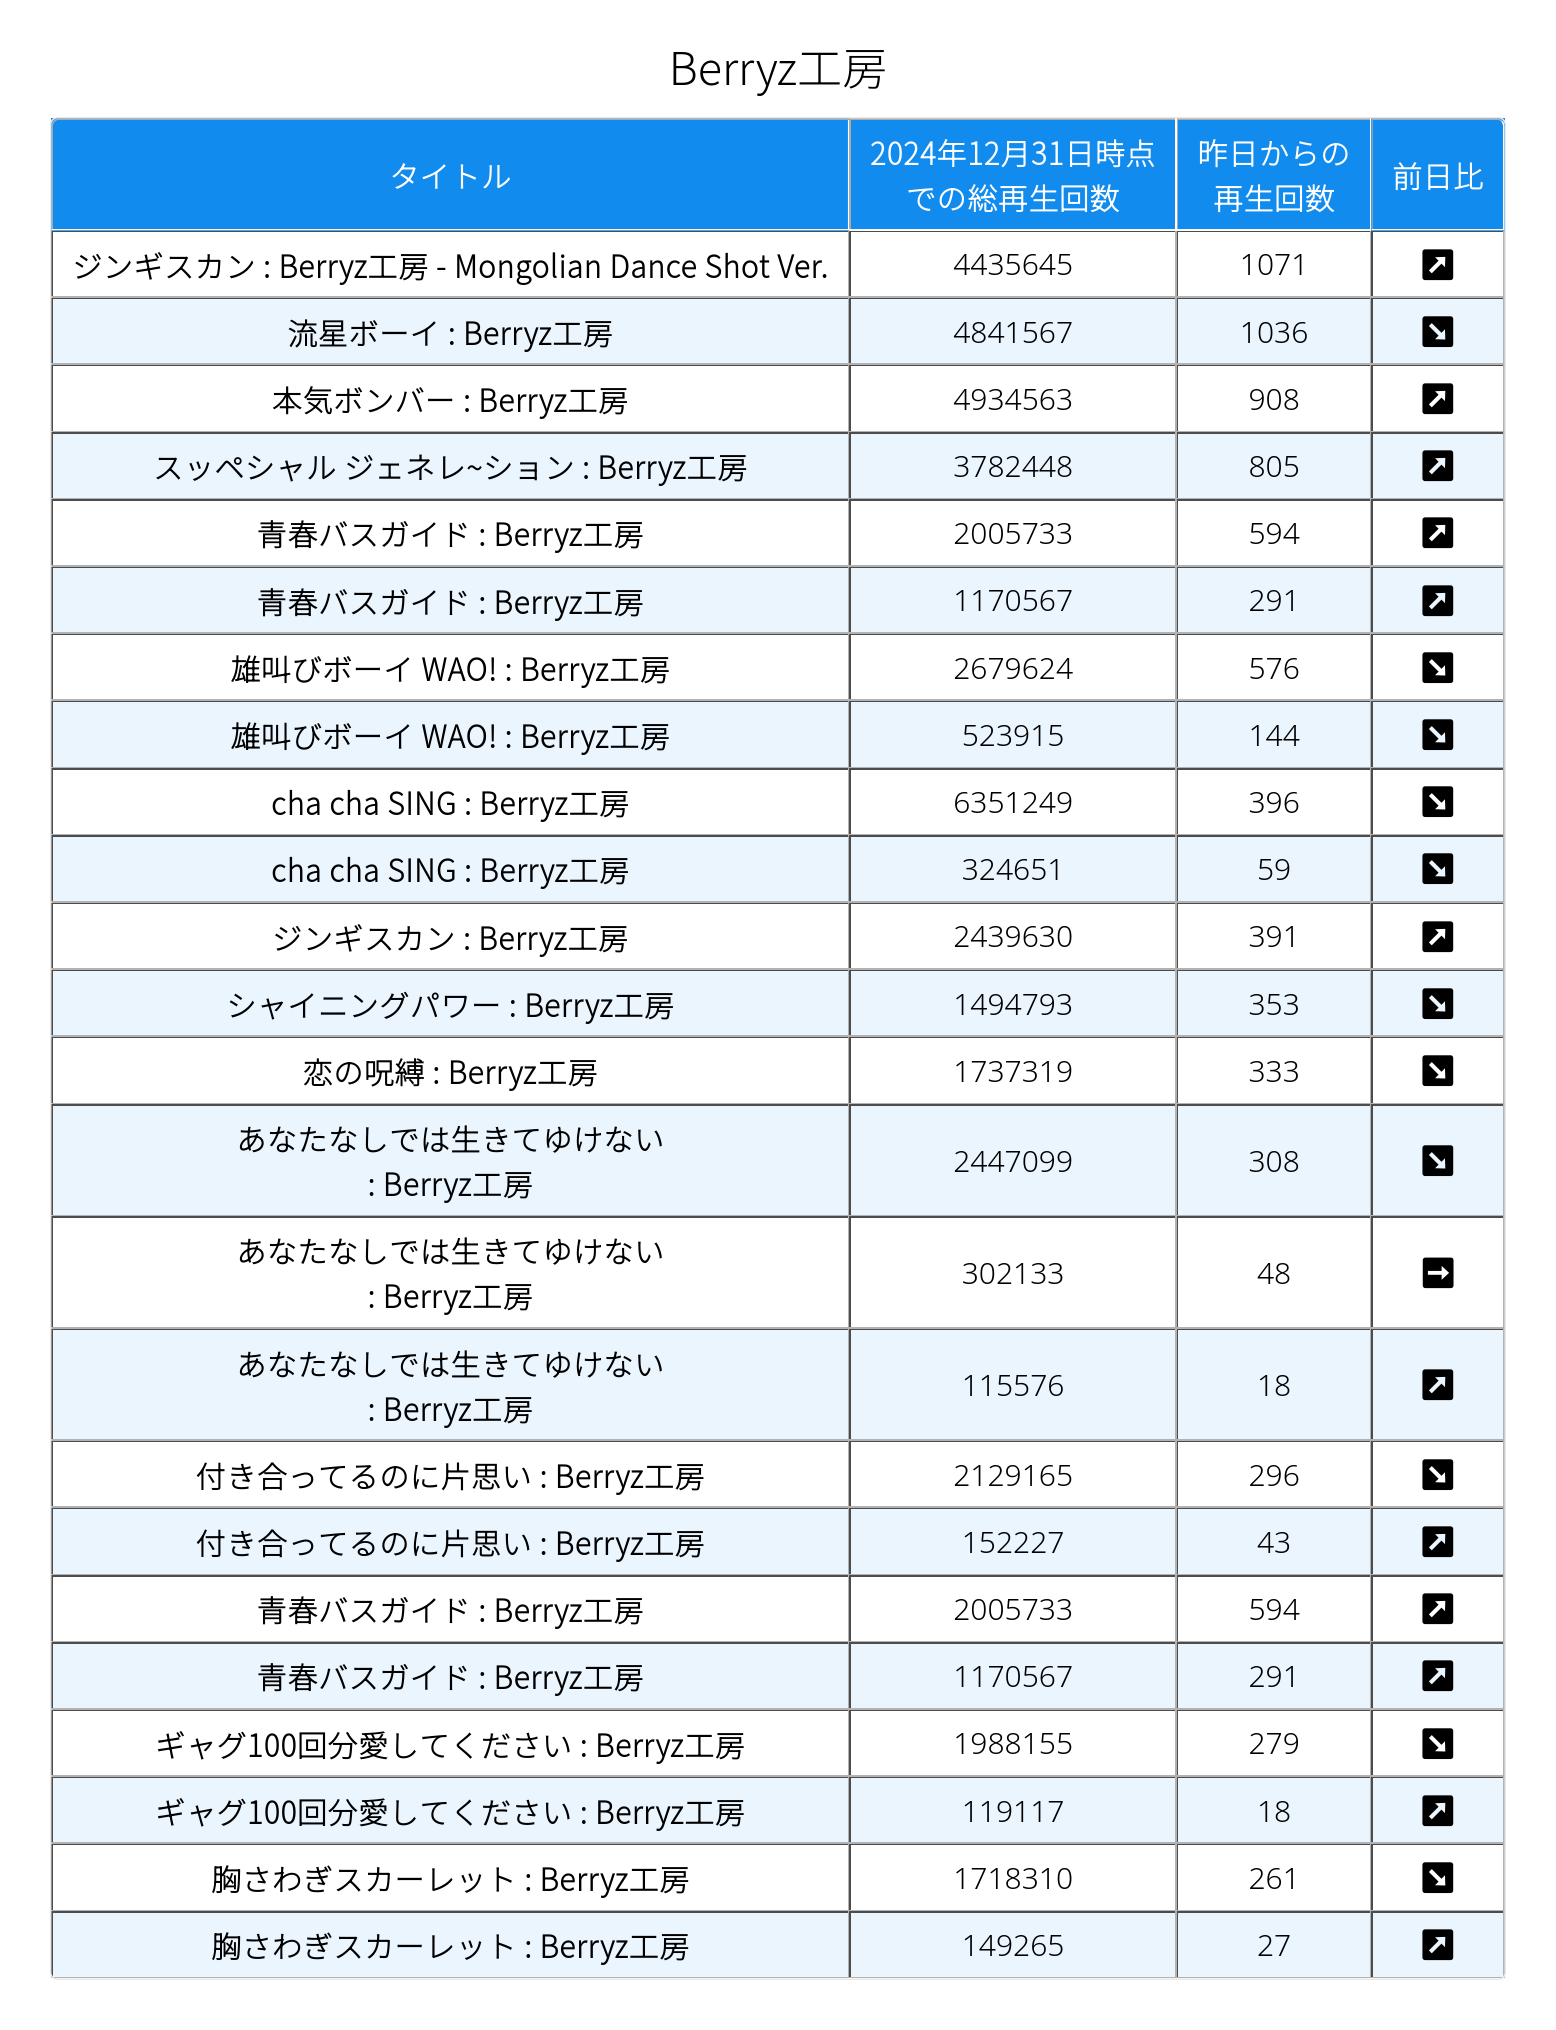 Berryz工房
タイトル 2024年12月31日時点 昨日からの 前日比
での総再生回数 再生回数
ジンギスカン : Berryz工房 - Mongolian Dance Shot Ver. 4435645 1071
流星ボーイ : Berryz工房 4841567 1036
本気ボンバー : Berryz工房 4934563 908
スッペシャル ジェネレ~ション : Berryz工房 3782448 805
青春バスガイド : Berryz工房 2005733 594
青春バスガイド : Berryz工房 1170567 291
雄叫びボーイ WAO! : Berryz工房 2679624 576
雄叫びボーイ WAO! : Berryz工房 523915 144
cha cha SING : Berryz工房 6351249 396
cha cha SING : Berryz工房 324651 59
ジンギスカン : Berryz工房 2439630 391
シャイニングパワー : Berryz工房 1494793 353
恋の呪縛 : Berryz工房 1737319 333
あなたなしでは生きてゆけない
: Berryz工房 2447099 308
あなたなしでは生きてゆけない
: Berryz工房 302133 48
あなたなしでは生きてゆけない
: Berryz工房 115576 18
付き合ってるのに片思い : Berryz工房 2129165 296
付き合ってるのに片思い : Berryz工房 152227 43
青春バスガイド : Berryz工房 2005733 594
青春バスガイド : Berryz工房 1170567 291
ギャグ100回分愛してください : Berryz工房 1988155 279
ギャグ100回分愛してください : Berryz工房 119117 18
胸さわぎスカーレット : Berryz工房 1718310 261
胸さわぎスカーレット : Berryz工房 149265 27